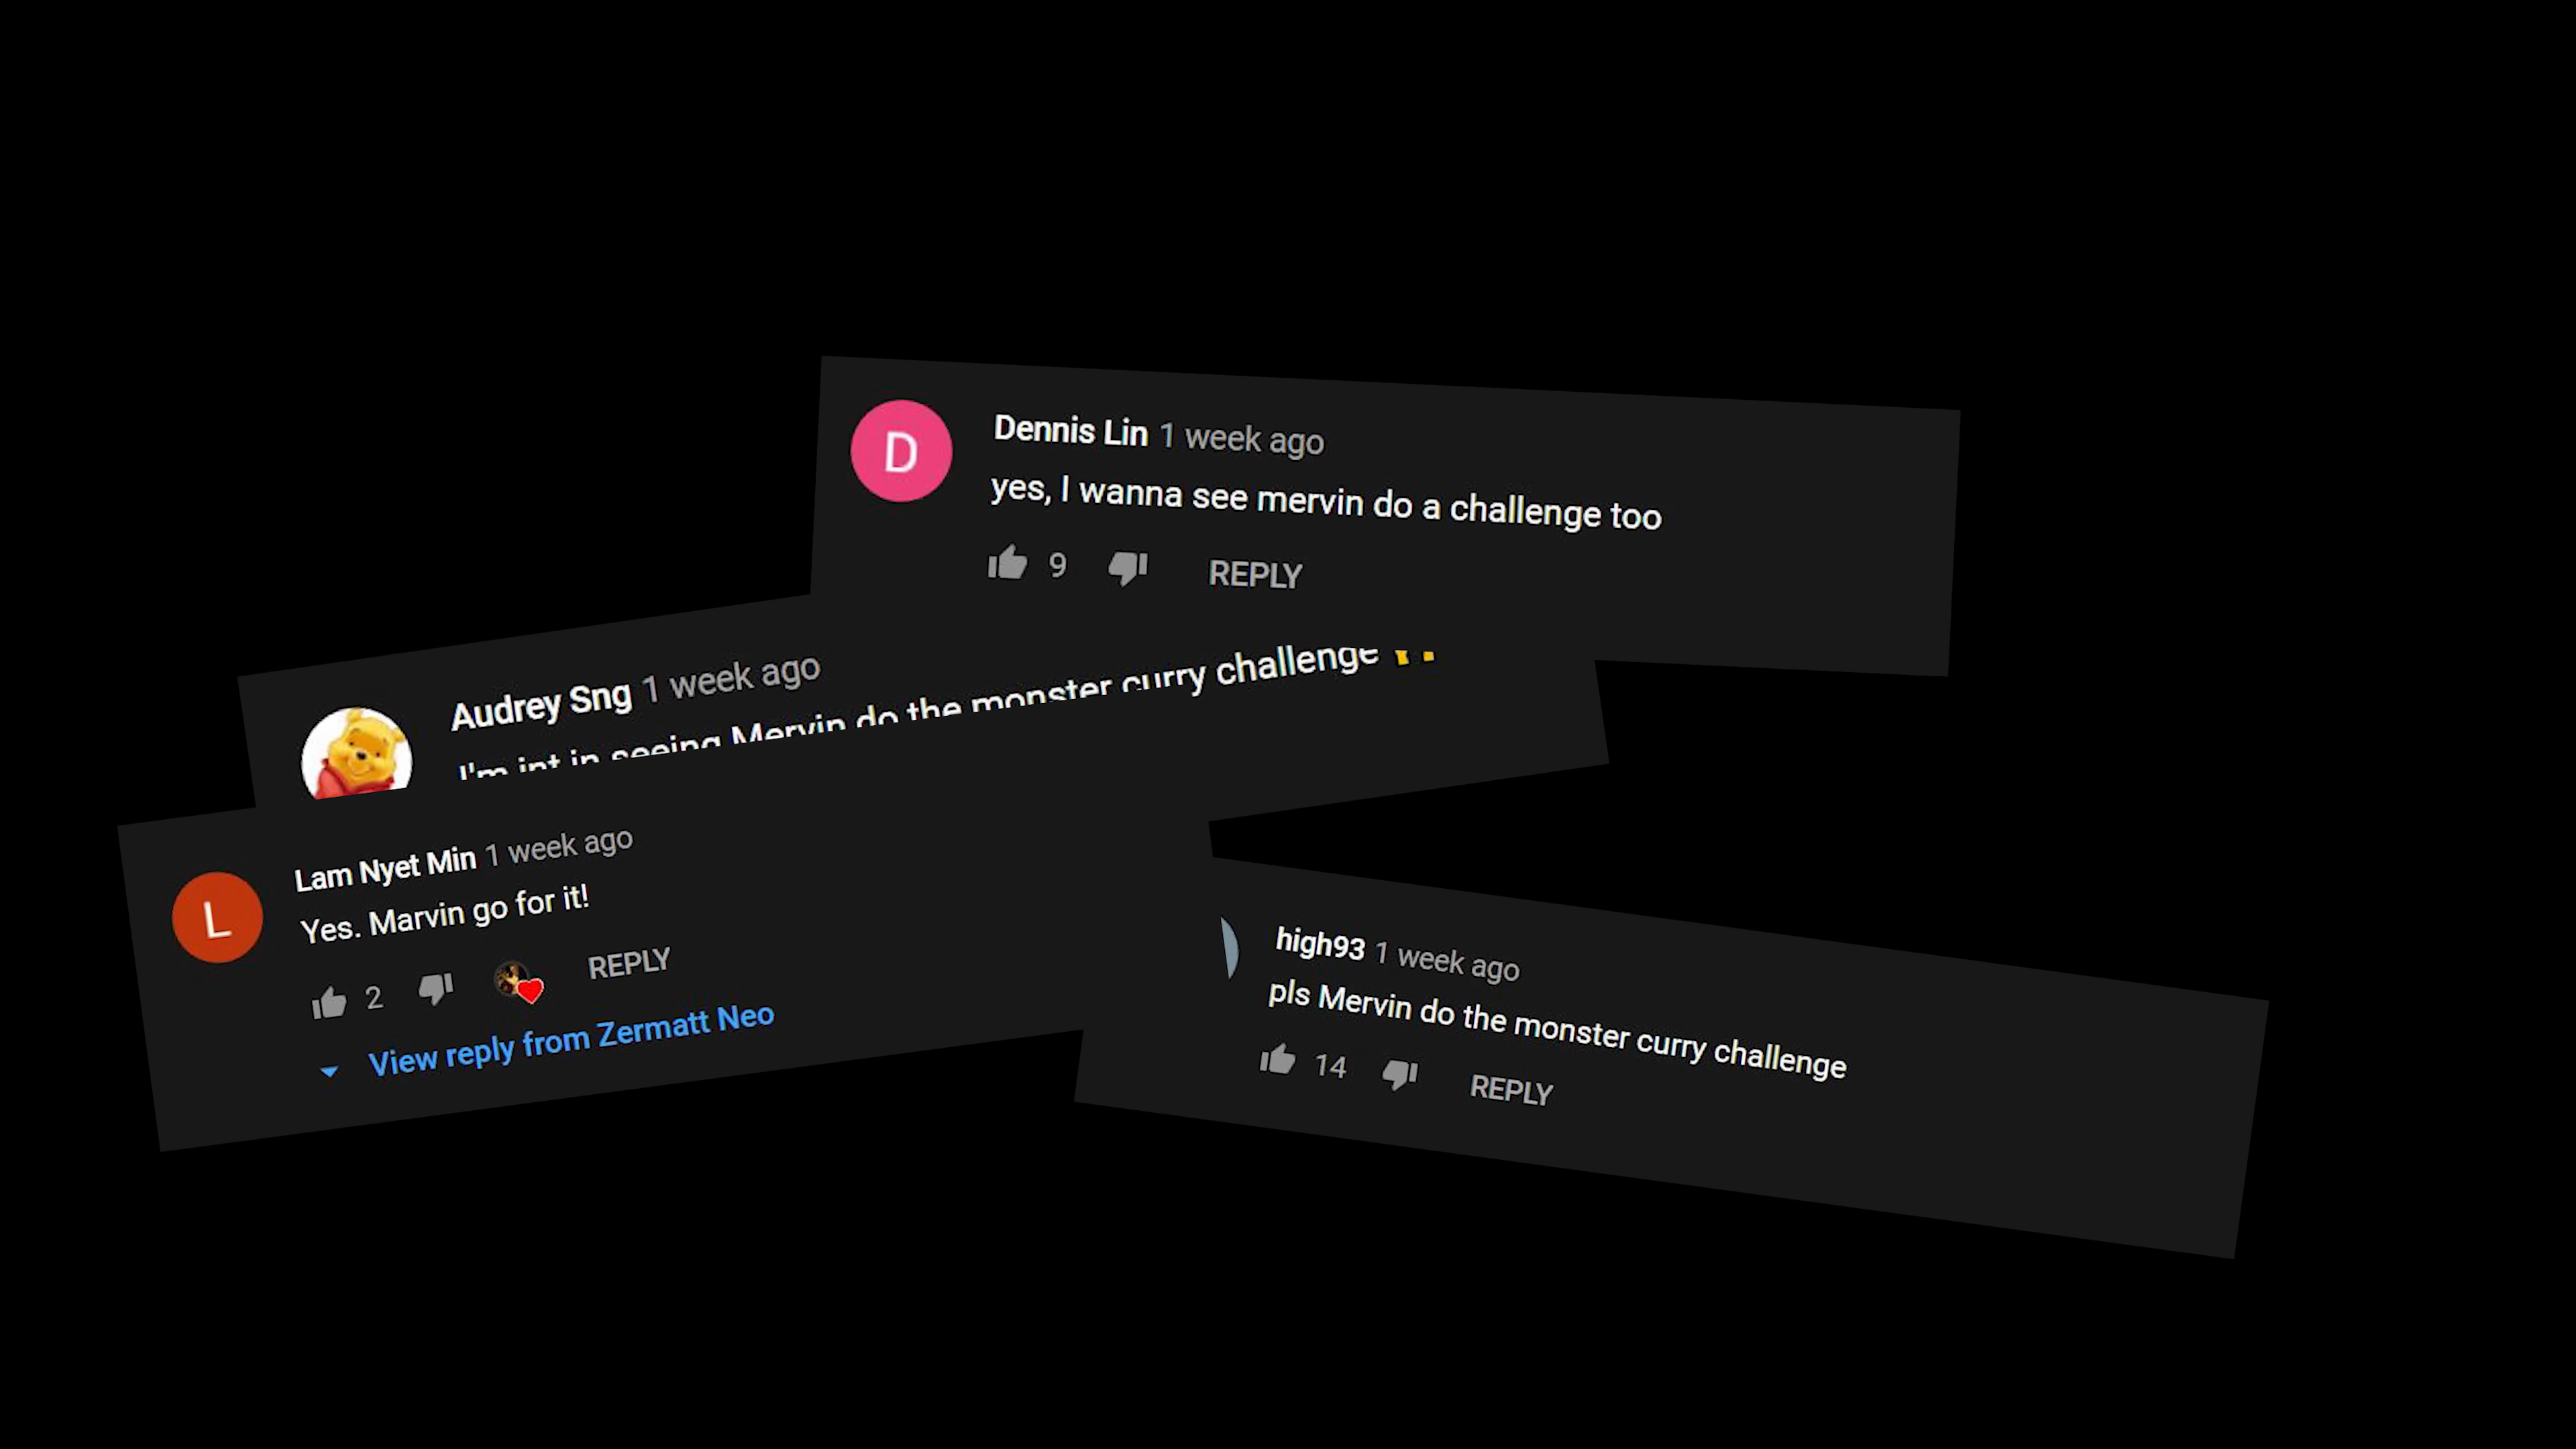 D
Dennis Lin 1 week ago
yes, I wanna see mervin do a challenge too
9 REPLY
Audrey Sng 1 week ago
I'm int in seeing Mervin do the monster curry challenge
L
Lam Nyet Min 1 week ago
Yes. Marvin go for it!
2 REPLY
View reply from Zermatt Neo
high93 1 week ago
pls Mervin do the monster curry challenge
14 REPLY